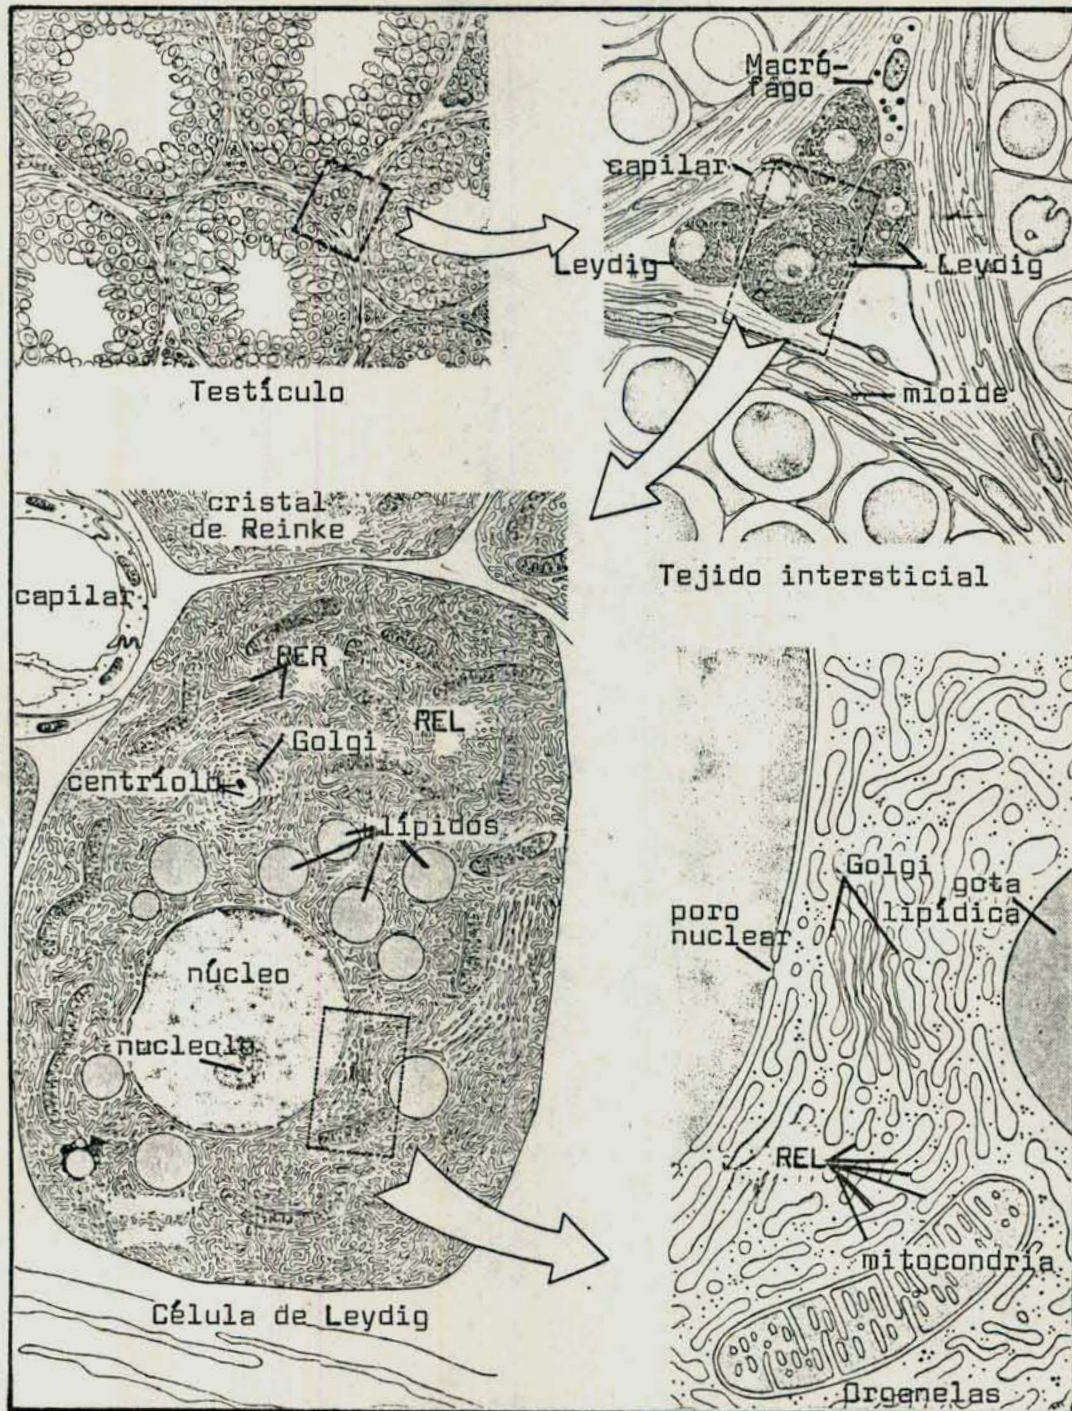 Macró-
fago
capilar
Leydig
Leydig
mioide
Testículo
Tejido intersticial
cristal
de Reinke
capilar
RER
REL
Golgi
centríolo
lípidos
núcleo
nucleolo
Célula de Leydig
Golgi
gota
lipídica
poro
nuclear
REL
mitocondria
Organelas